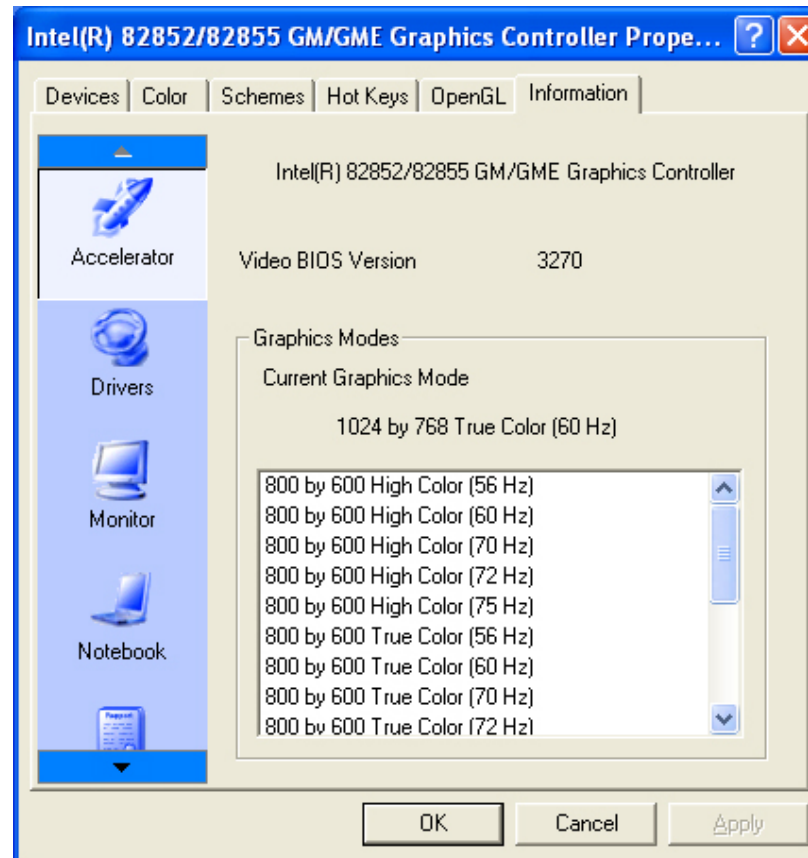 Intel(R) 82852/82855 GM/GME Graphics Controller Prope...
Devices Color Schemes Hot Keys OpenGL Information
Intel(R) 82852/82855 GM/GME Graphics Controller
Accelerator
Video BIOS Version 3270
Drivers
Monitor
Notebook
Graphics Modes
Current Graphics Mode
1024 by 768 True Color (60 Hz)
800 by 600 High Color (56 Hz)
800 by 600 High Color (60 Hz)
800 by 600 High Color (70 Hz)
800 by 600 High Color (72 Hz)
800 by 600 High Color (75 Hz)
800 by 600 True Color (56 Hz)
800 by 600 True Color (60 Hz)
800 by 600 True Color (70 Hz)
800 by 600 True Color (72 Hz)
OK Cancel Apply